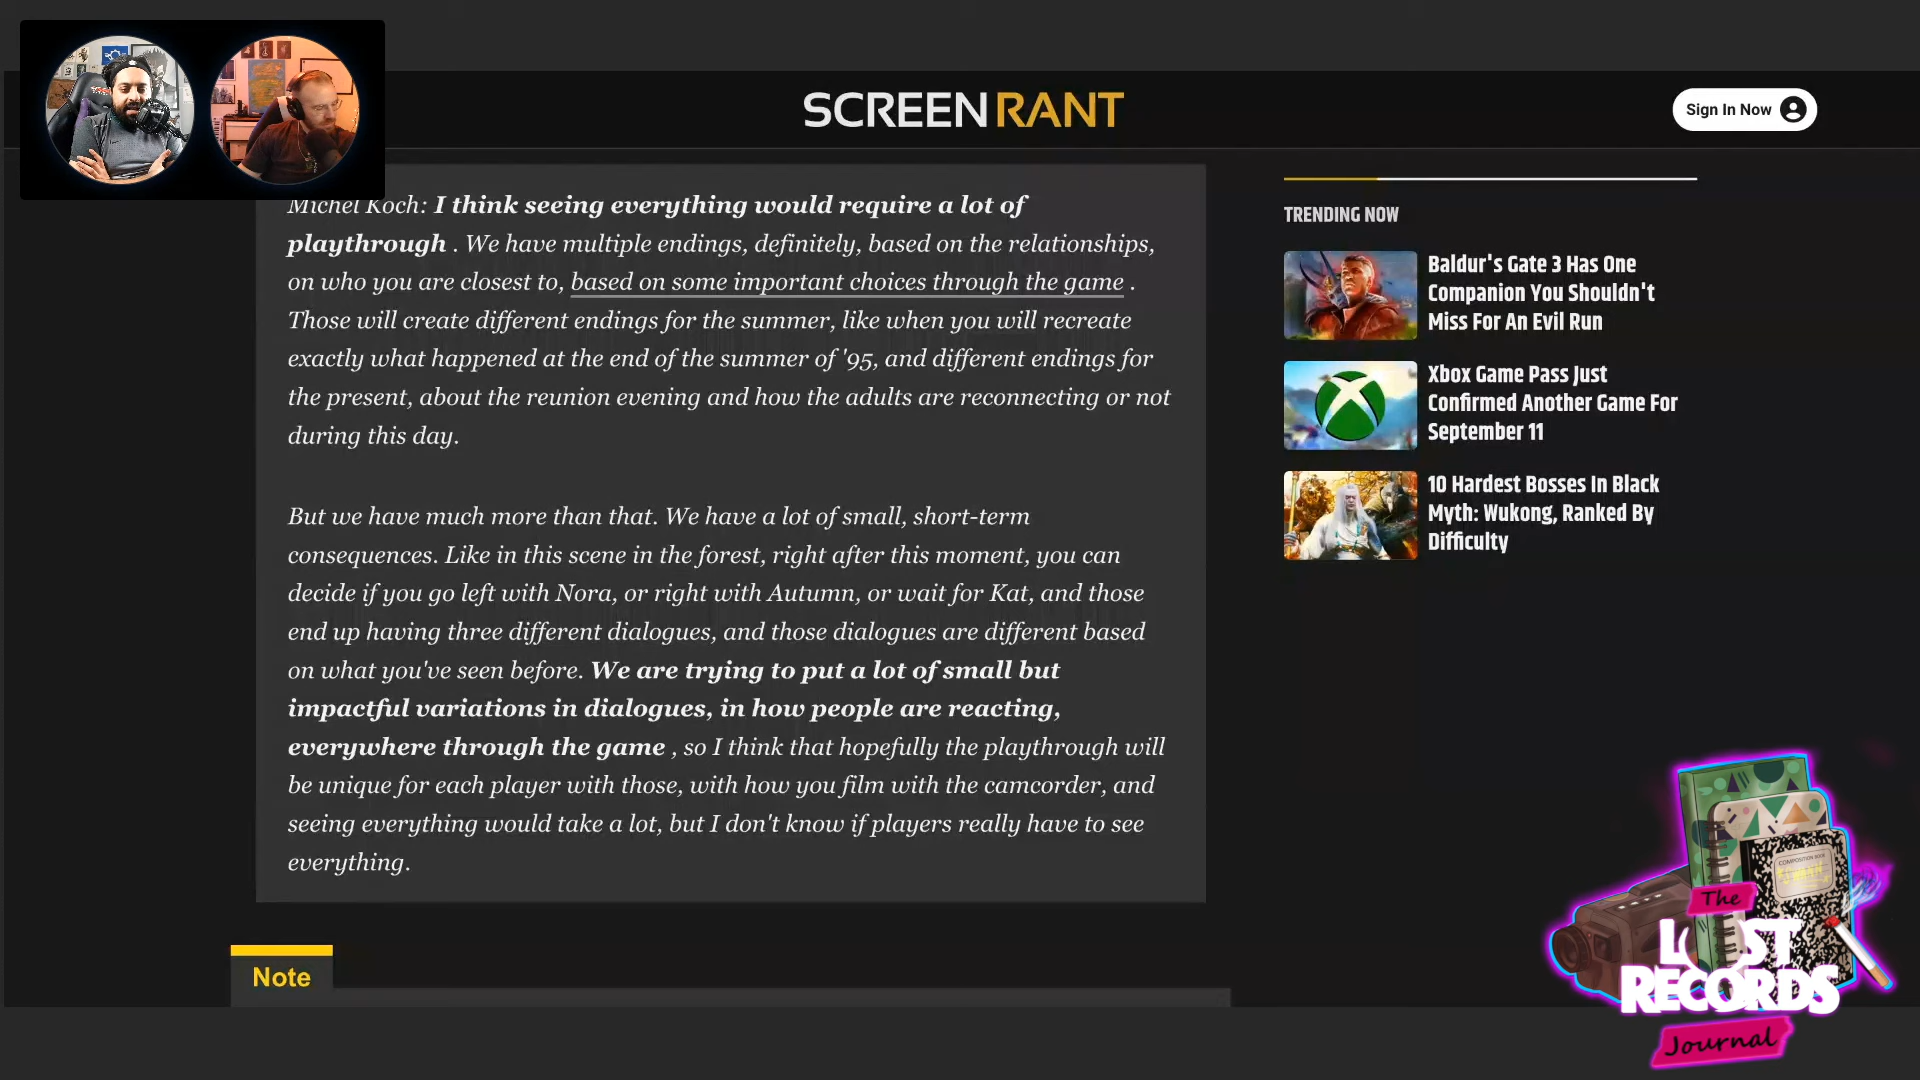 SCREENRANT
Sign In Now
Michel Koch: I think seeing everything would require a lot of
playthrough . We have multiple endings, definitely, based on the relationships,
on who you are closest to, based on some important choices through the game .
Those will create different endings for the summer, like when you will recreate
exactly what happened at the end of the summer of '95, and different endings for
the present, about the reunion evening and how the adults are reconnecting or not
during this day.
But we have much more than that. We have a lot of small, short-term
consequences. Like in this scene in the forest, right after this moment, you can
decide if you go left with Nora, or right with Autumn, or wait for Kat, and those
end up having three different dialogues, and those dialogues are different based
on what you've seen before. We are trying to put a lot of small but
impactful variations in dialogues, in how people are reacting,
everywhere through the game , so I think that hopefully the playthrough will
be unique for each player with those, with how you film with the camcorder, and
seeing everything would take a lot, but I don't know if players really have to see
everything.
Note
TRENDING NOW
Baldur's Gate 3 Has One
Companion You Shouldn't
Miss For An Evil Run
Xbox Game Pass Just
Confirmed Another Game For
September 11
10 Hardest Bosses In Black
Myth: Wukong, Ranked By
Difficulty
COMPOSITION BOOK
The
LOST
RECORDS
Journal